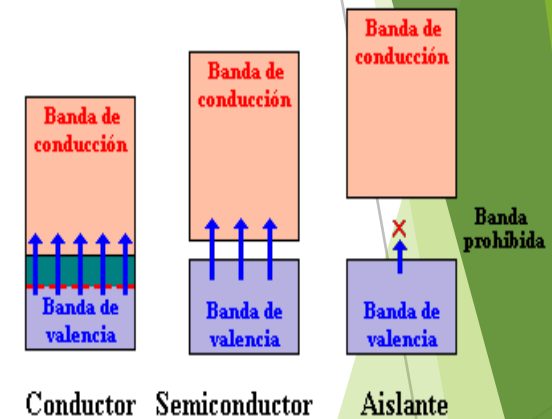 Banda de
conducción
Banda de
valencia
Conductor
Banda de
conducción
Banda de
valencia
Semiconductor
Banda de
conducción
Banda
prohibida
Banda de
valencia
Aislante